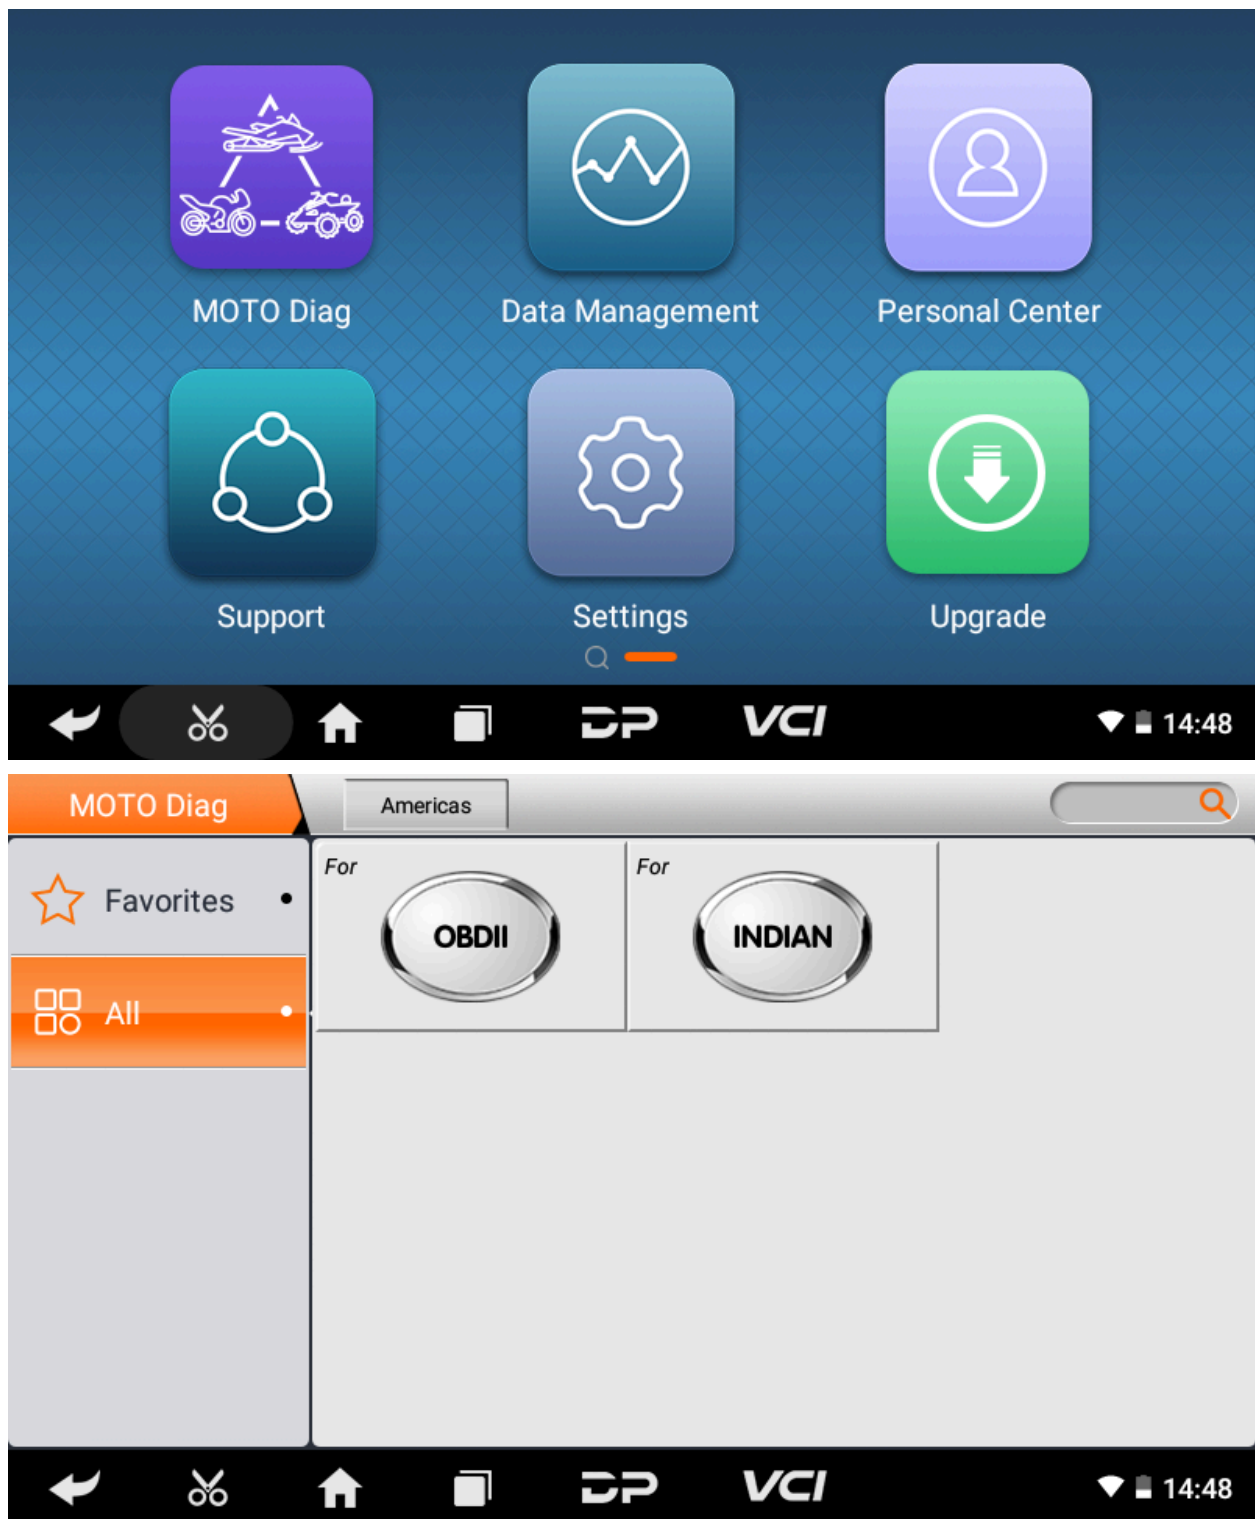 MOTO Diag
Data Management
Personal Center
Support
Settings
Upgrade
DP
VCI
14:48
MOTO Diag
Americas
Favorites
All
For
OBDII
For
INDIAN
DP
VCI
14:48